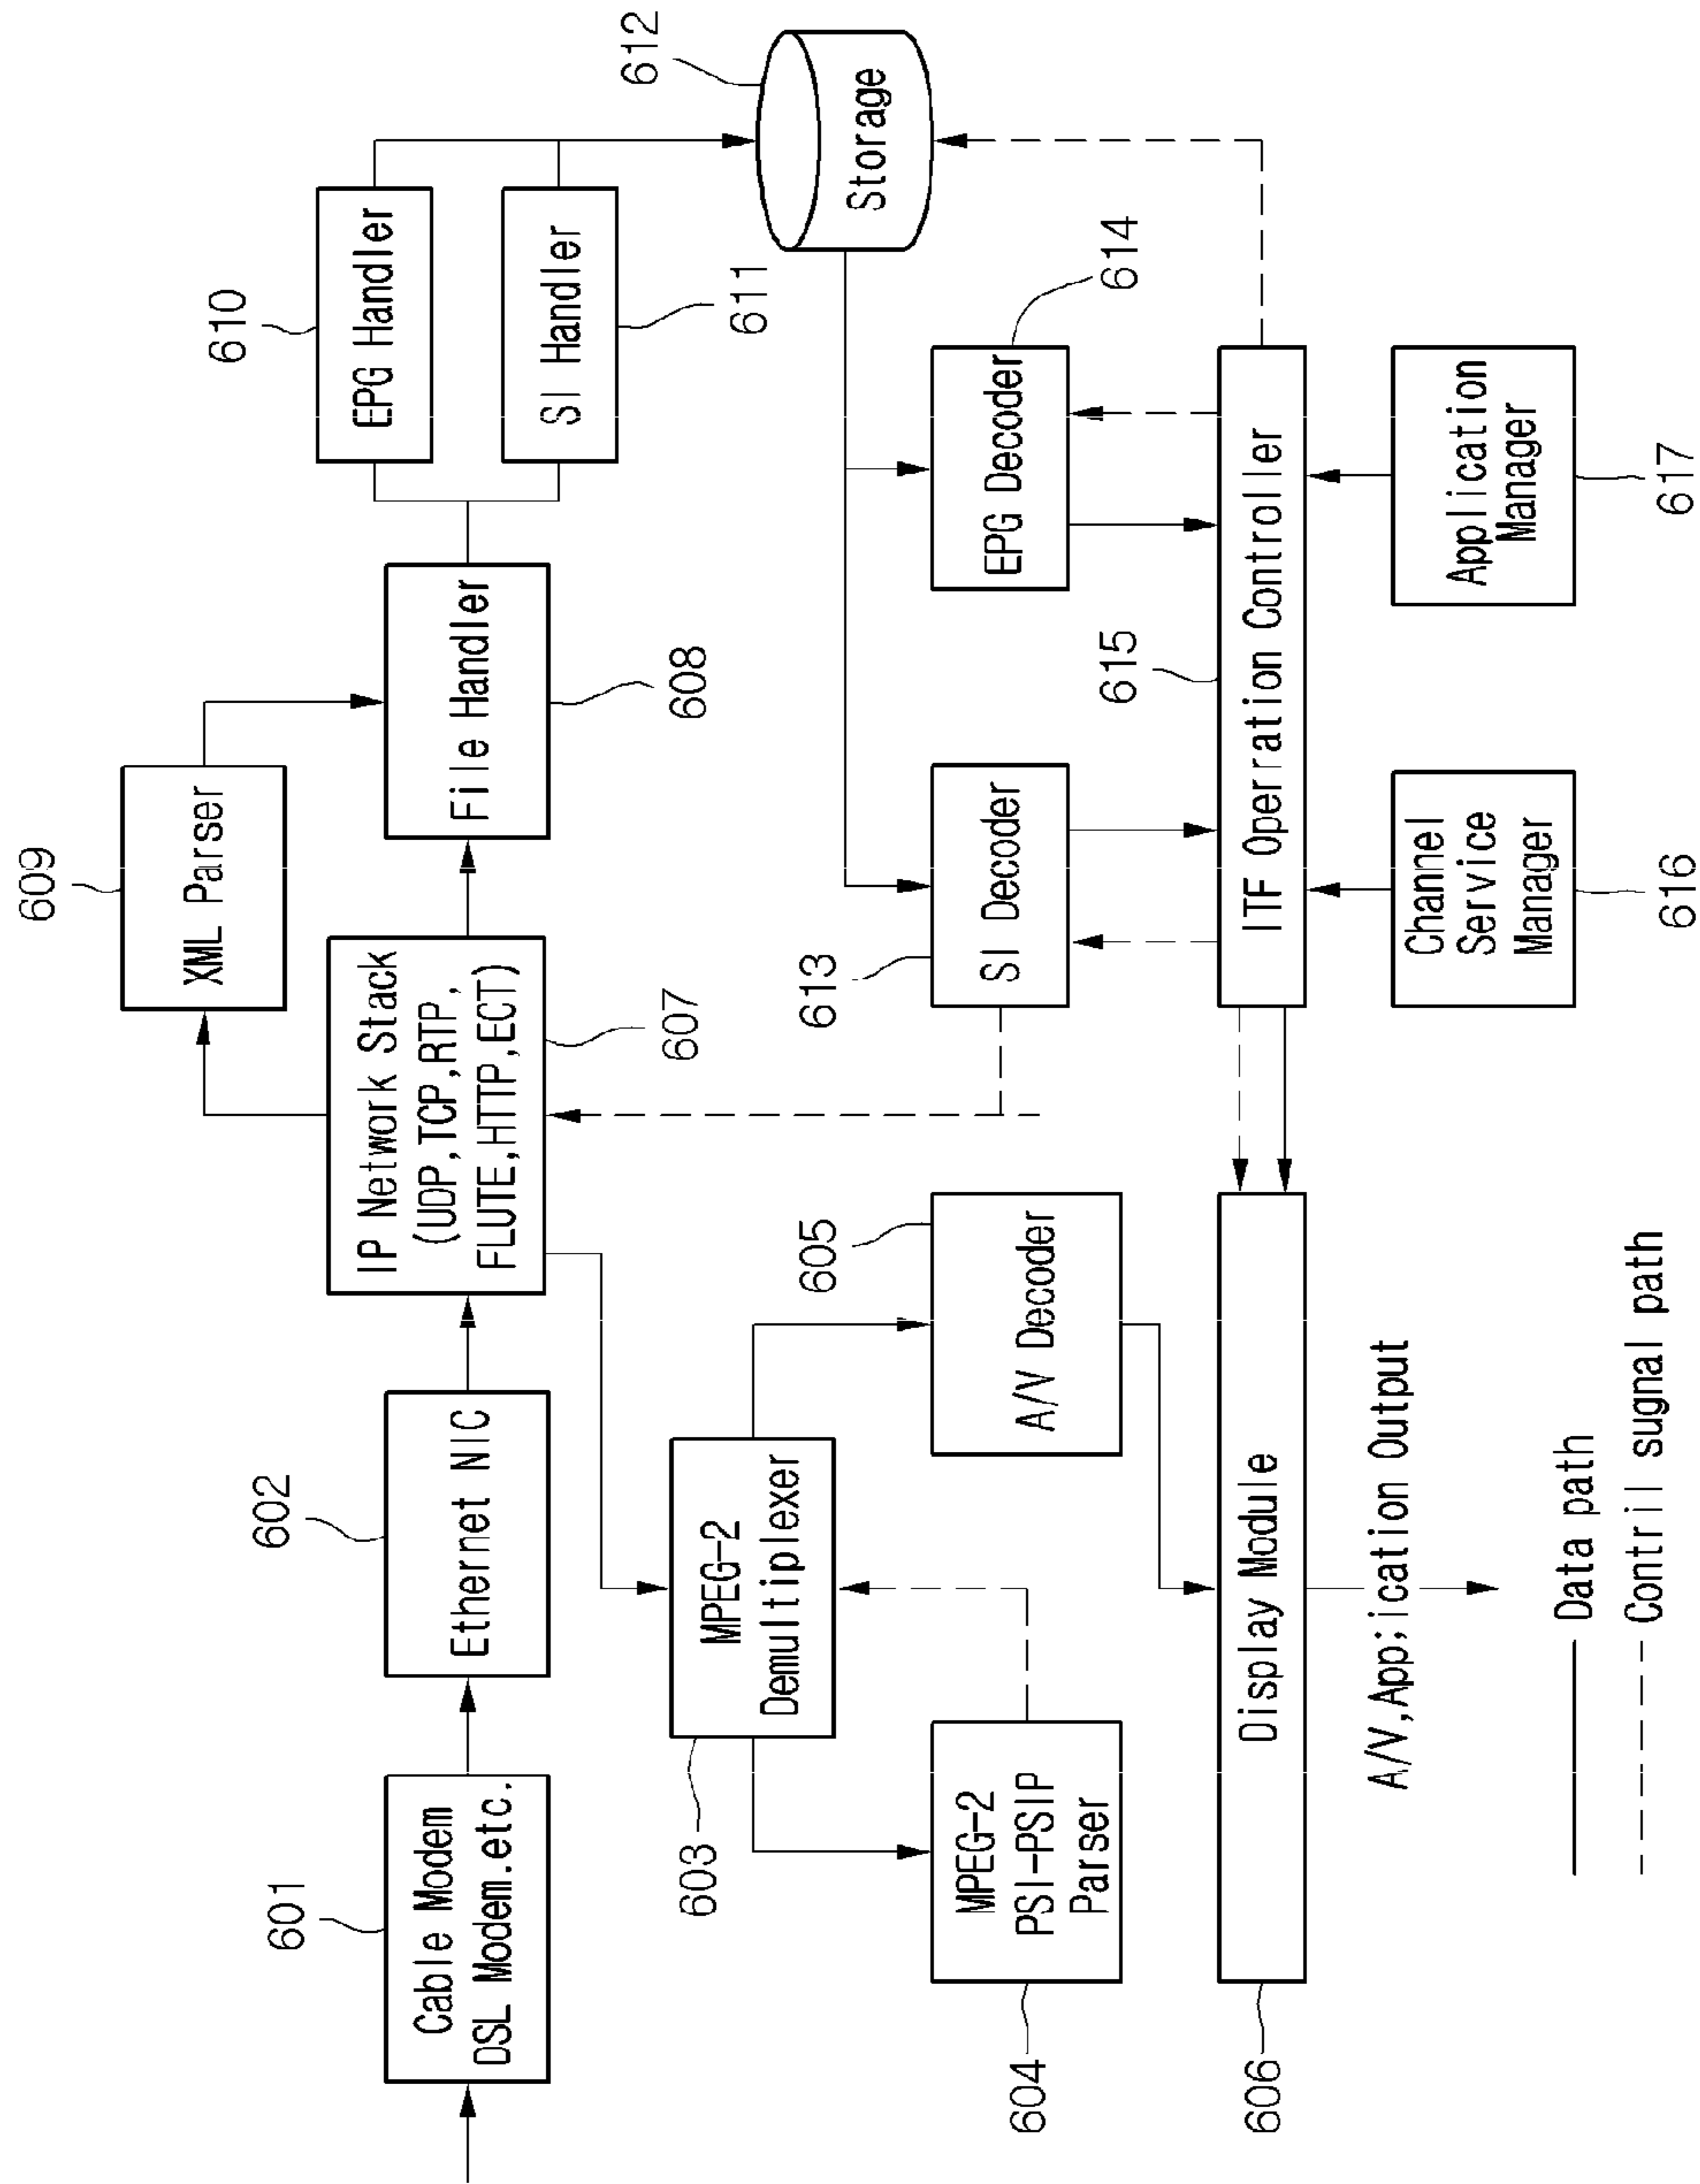 609
XML Parser
610
EPG Handler
612
601
Cable Modem
DSL Modem.etc.
602
Ethernet NIC
IP Network Stack
(UDP,TCP,RTP,
FLUTE,HTTP,ECT)
607
File Handler
608
SI Handler
611
Storage
603
MPEG-2
Demultiplexer
605
A/V Decoder
604
MPEG-2
PSI-PSIP
Parser
613
SI Decoder
EPG Decoder
614
606
Display Module
615
ITF Operration Controller
Channel
Service
Manager
616
Application
Manager
617
A/V,App;ication Output
Data path
Contril sugnal path